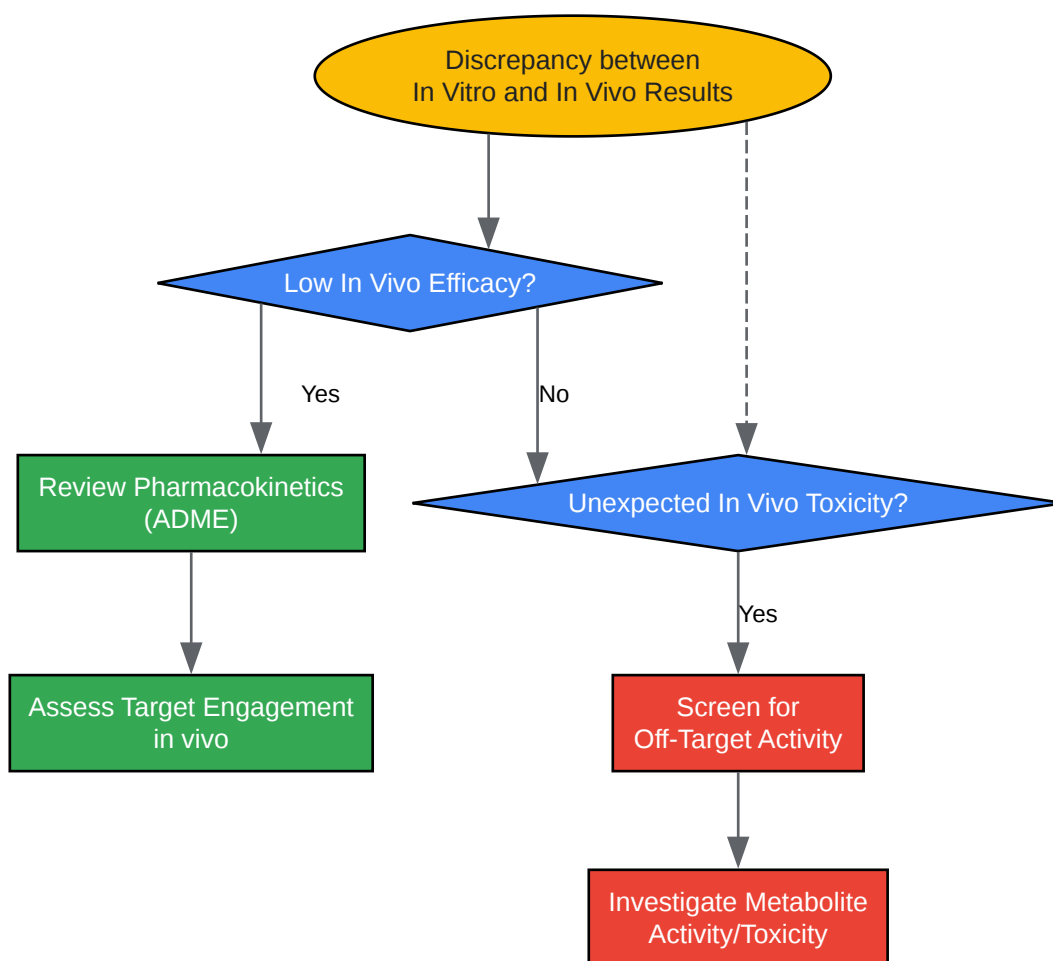 Discrepancy between
In Vitro and In Vivo Results
Low In Vivo Efficacy?
Yes
No
Review Pharmacokinetics
(ADME)
Unexpected In Vivo Toxicity?
Yes
Assess Target Engagement
in vivo
Screen for
Off-Target Activity
Investigate Metabolite
Activity/Toxicity